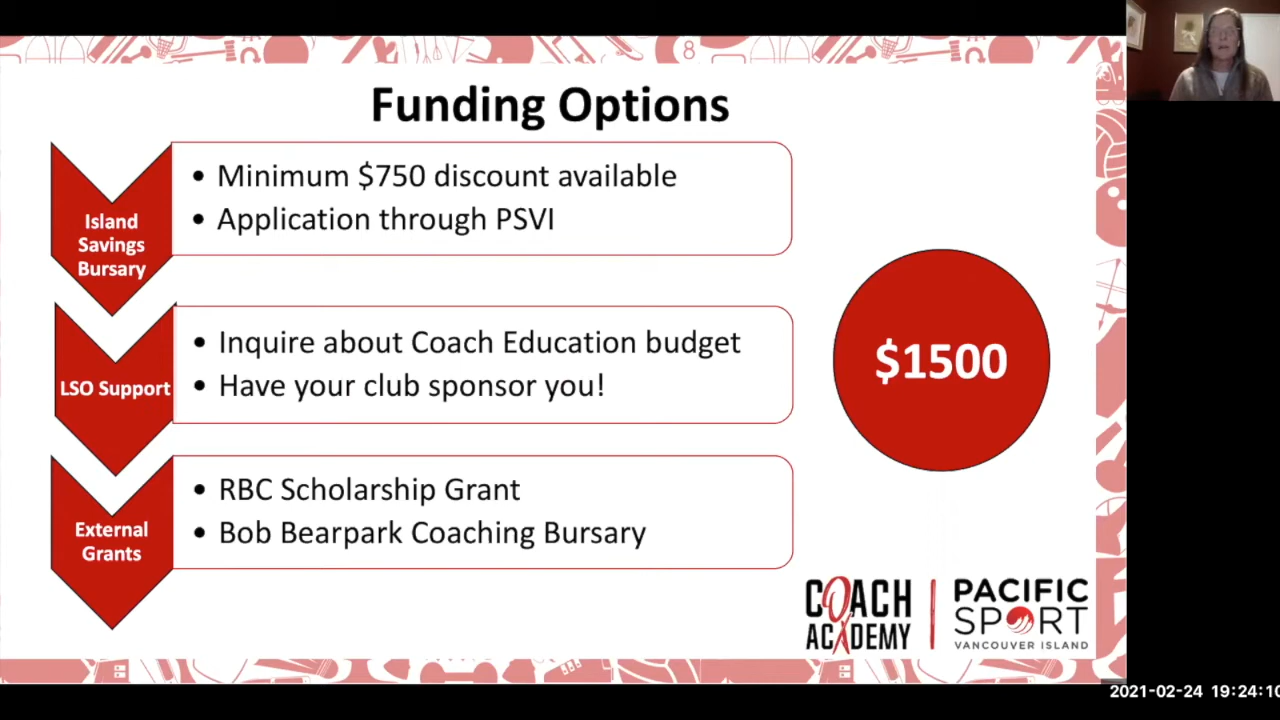 Funding Options
Island
Savings
Bursary
• Minimum $750 discount available
• Application through PSVI
LSO Support
• Inquire about Coach Education budget
• Have your club sponsor you!
External
Grants
• RBC Scholarship Grant
• Bob Bearpark Coaching Bursary
$1500
COACH
ACADEMY
PACIFIC
SPORT
VANCOUVER ISLAND
8
2021-02-24 19:24:10